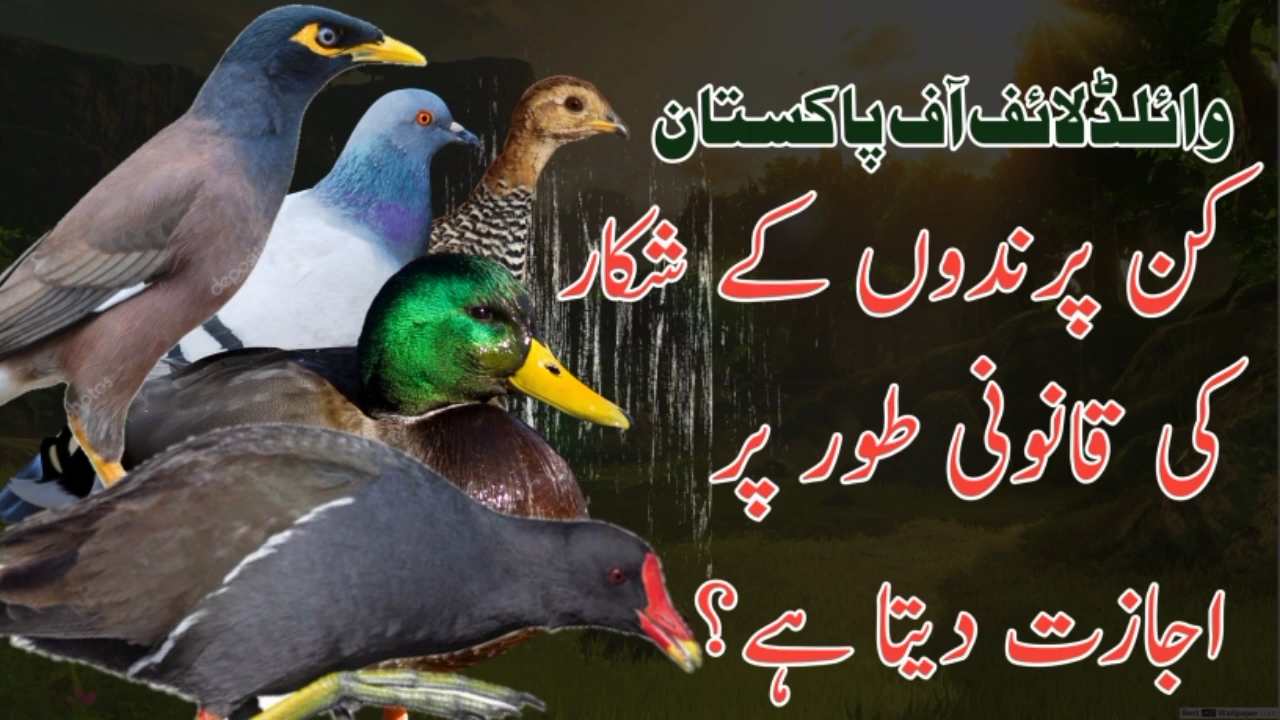 وائلڈ لائف آف پاکستان
کن پرندوں کے شکار
کی قانونی طور پر
اجازت دیتا ہے؟